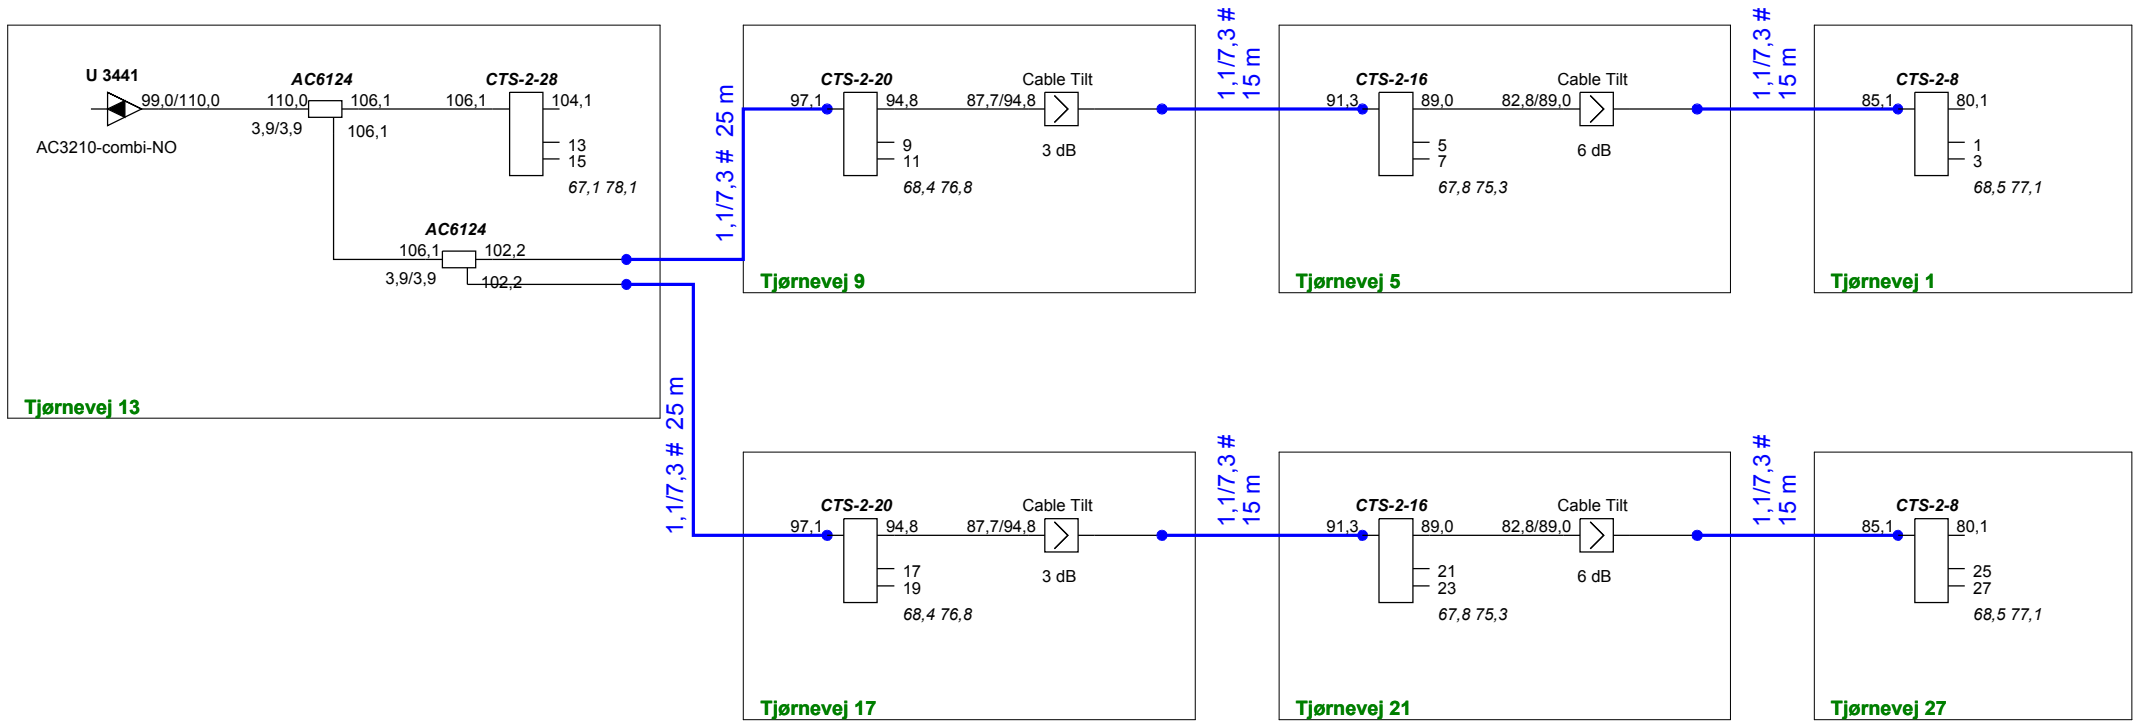 U 3441
99,0/110,0
AC3210-combi-NO
AC6124
110,0
106,1
3,9/3,9
106,1
CTS-2-28
106,1
104,1
13
15
67,1 78,1
AC6124
106,1
102,2
3,9/3,9
102,2
Tjørnevej 13
1,1/7,3 # 25 m
CTS-2-20
97,1
94,8
9
11
68,4 76,8
Cable Tilt
87,7/94,8
3 dB
Tjørnevej 9
1,1/7,3 #
15 m
CTS-2-16
91,3
89,0
5
7
67,8 75,3
Cable Tilt
82,8/89,0
6 dB
Tjørnevej 5
1,1/7,3 #
15 m
CTS-2-8
85,1
80,1
1
3
68,5 77,1
Tjørnevej 1
1,1/7,3 # 25 m
CTS-2-20
97,1
94,8
17
19
68,4 76,8
Cable Tilt
87,7/94,8
3 dB
Tjørnevej 17
1,1/7,3 #
15 m
CTS-2-16
91,3
89,0
21
23
67,8 75,3
Cable Tilt
82,8/89,0
6 dB
Tjørnevej 21
1,1/7,3 #
15 m
CTS-2-8
85,1
80,1
25
27
68,5 77,1
Tjørnevej 27